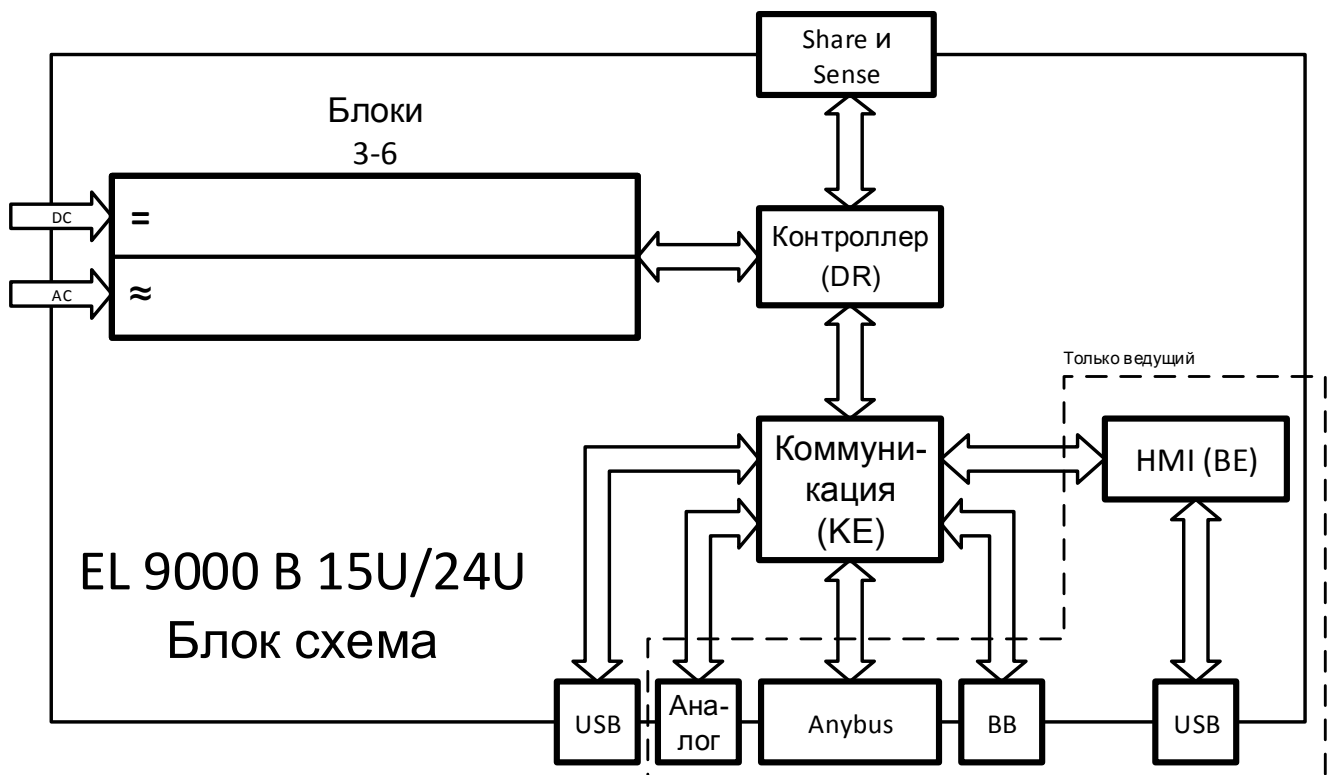 Share и
Sense
Блоки
3-6
DC
=
AC
≈
Контроллер
(DR)
Только ведущий
Коммуни-
кация
(KE)
HMI (BE)
EL 9000 B 15U/24U
Блок схема
USB
Ана-
лог
Anybus
BB
USB